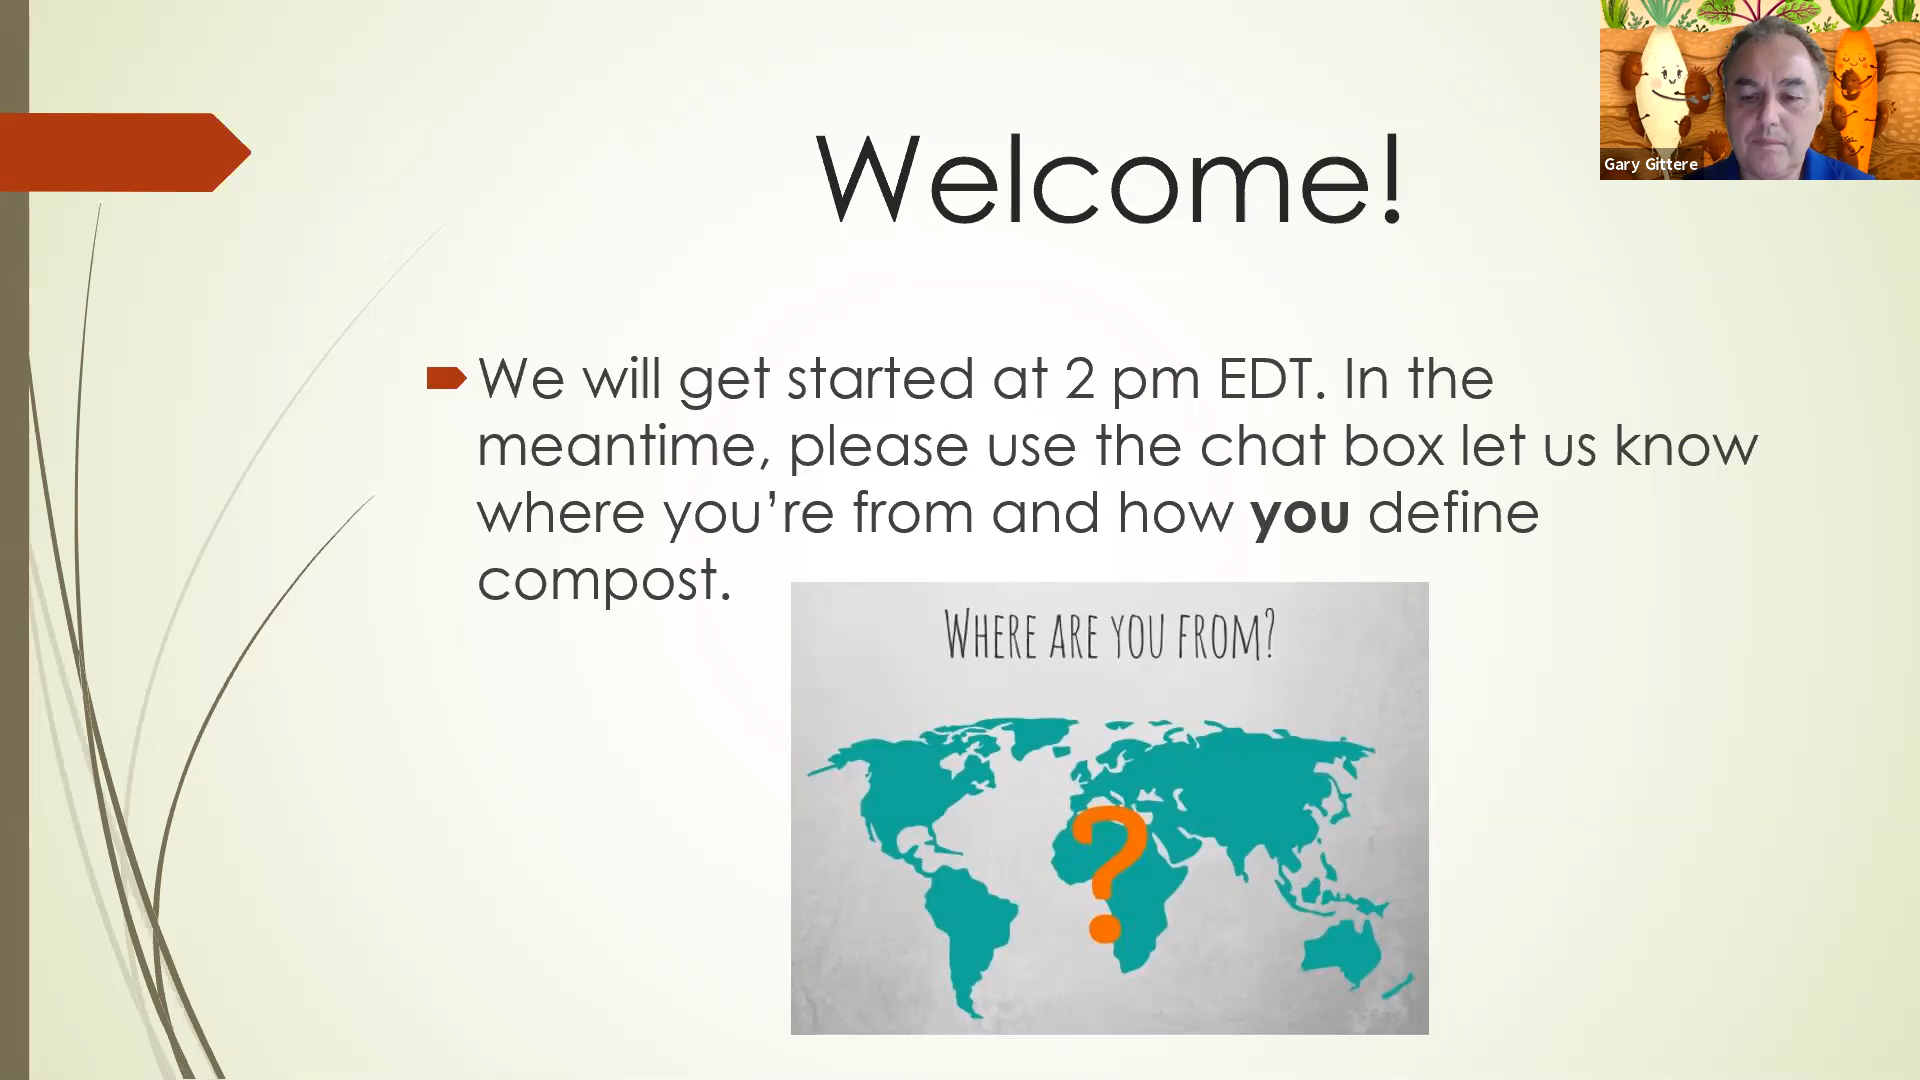 Welcome!
Gary Gittere
We will get started at 2 pm EDT. In the
meantime, please use the chat box let us know
where you’re from and how you define
compost.
WHERE ARE YOU FROM?
?